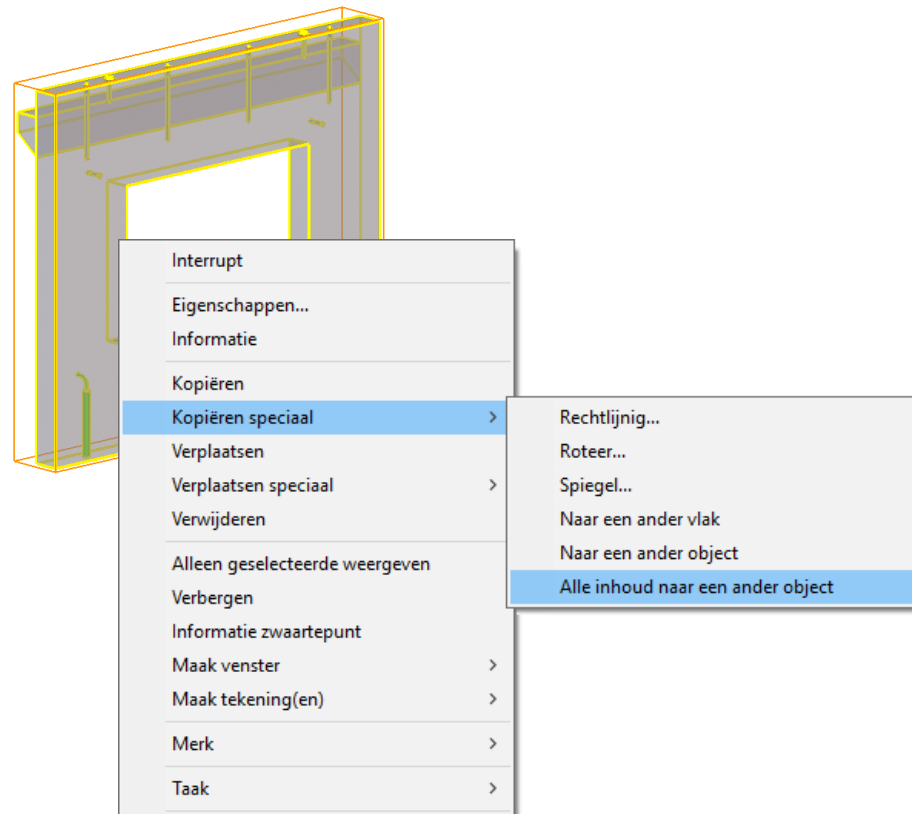 Interrupt
Eigenschappen...
Informatie
Kopiëren
Kopiëren speciaal
Verplaatsen
Verplaatsen speciaal
Verwijderen
Alleen geselecteerde weergeven
Verbergen
Informatie zwaartepunt
Maak venster
Maak tekening(en)
Merk
Taak
Rechtlijnig...
Roteer...
Spiegel...
Naar een ander vlak
Naar een ander object
Alle inhoud naar een ander object